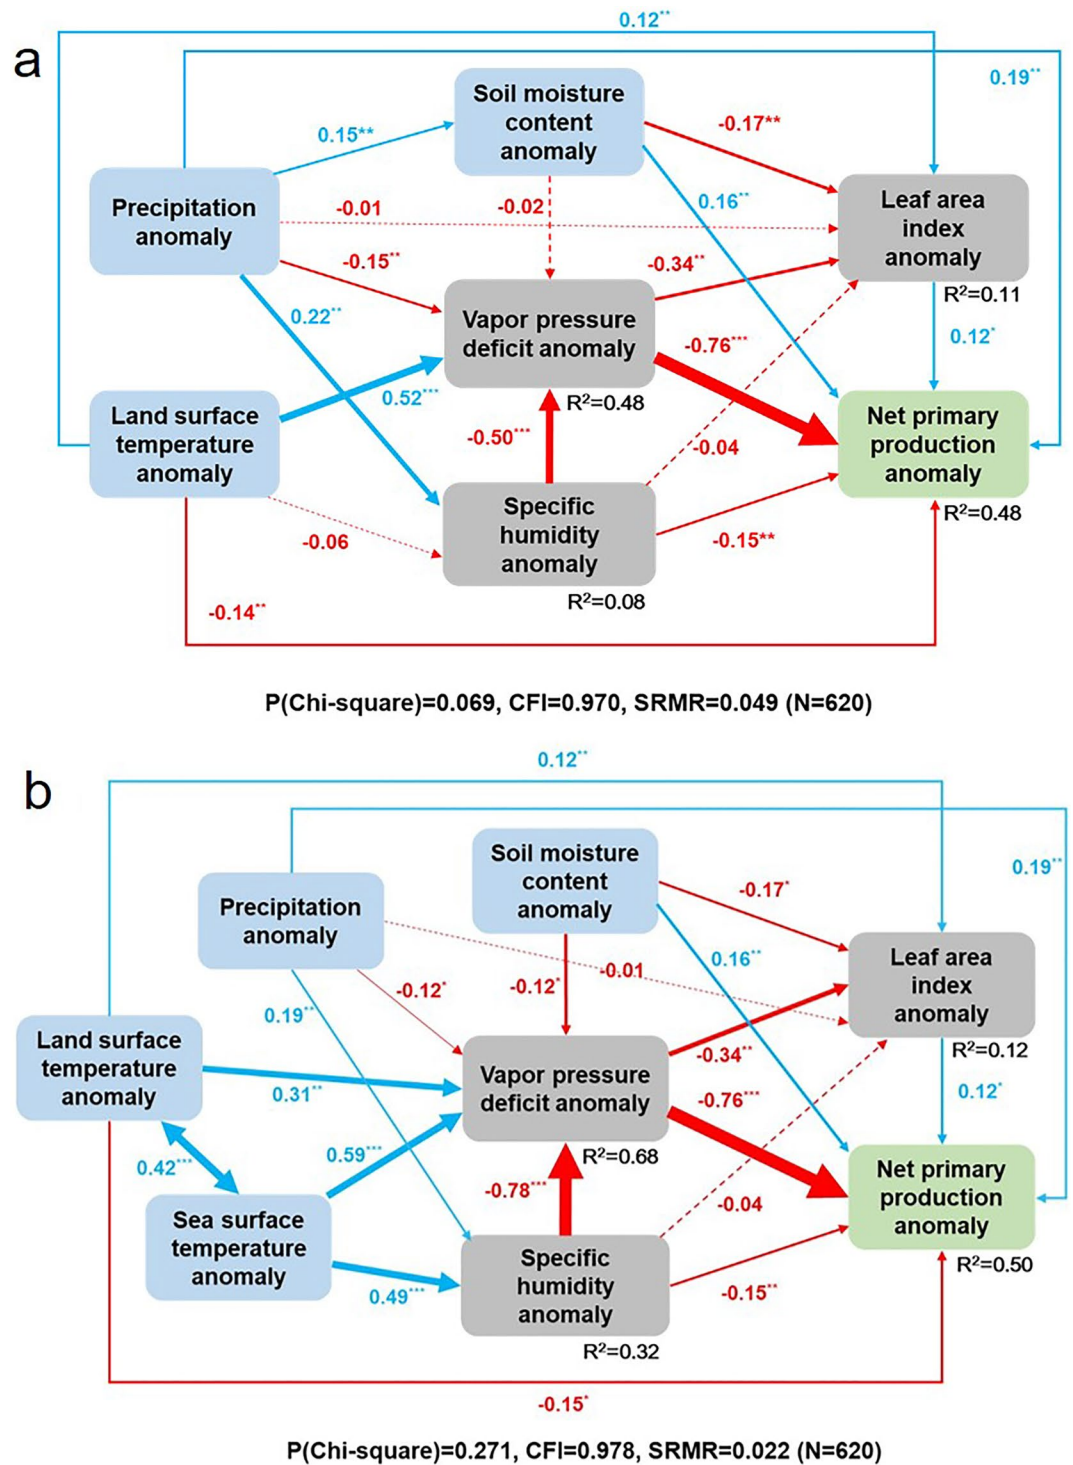 a
0.12**
0.19**
Soil moisture
content
anomaly
0.15**
-0.17**
Precipitation
anomaly
-0.01
-0.02
0.16**
Leaf area
index
anomaly
R²=0.11
-0.15**
-0.34**
0.22**
Vapor pressure
deficit anomaly
R²=0.48
-0.76***
0.12*
Land surface
temperature
anomaly
0.52***
-0.50***
-0.04
Net primary
production
anomaly
R²=0.48
Specific
humidity
anomaly
R²=0.08
-0.06
-0.15**
-0.14**
P(Chi-square)=0.069, CFI=0.970, SRMR=0.049 (N=620)
b
0.12**
0.19**
Soil moisture
content
anomaly
-0.17*
Precipitation
anomaly
0.16**
-0.01
Leaf area
index
anomaly
R²=0.12
-0.12*
-0.12*
0.19**
Land surface
temperature
anomaly
0.31**
Vapor pressure
deficit anomaly
R²=0.68
-0.34**
-0.76***
0.12*
0.42***
0.59***
-0.78***
-0.04
Net primary
production
anomaly
R²=0.50
Sea surface
temperature
anomaly
0.49***
Specific
humidity
anomaly
R²=0.32
-0.15**
-0.15*
P(Chi-square)=0.271, CFI=0.978, SRMR=0.022 (N=620)